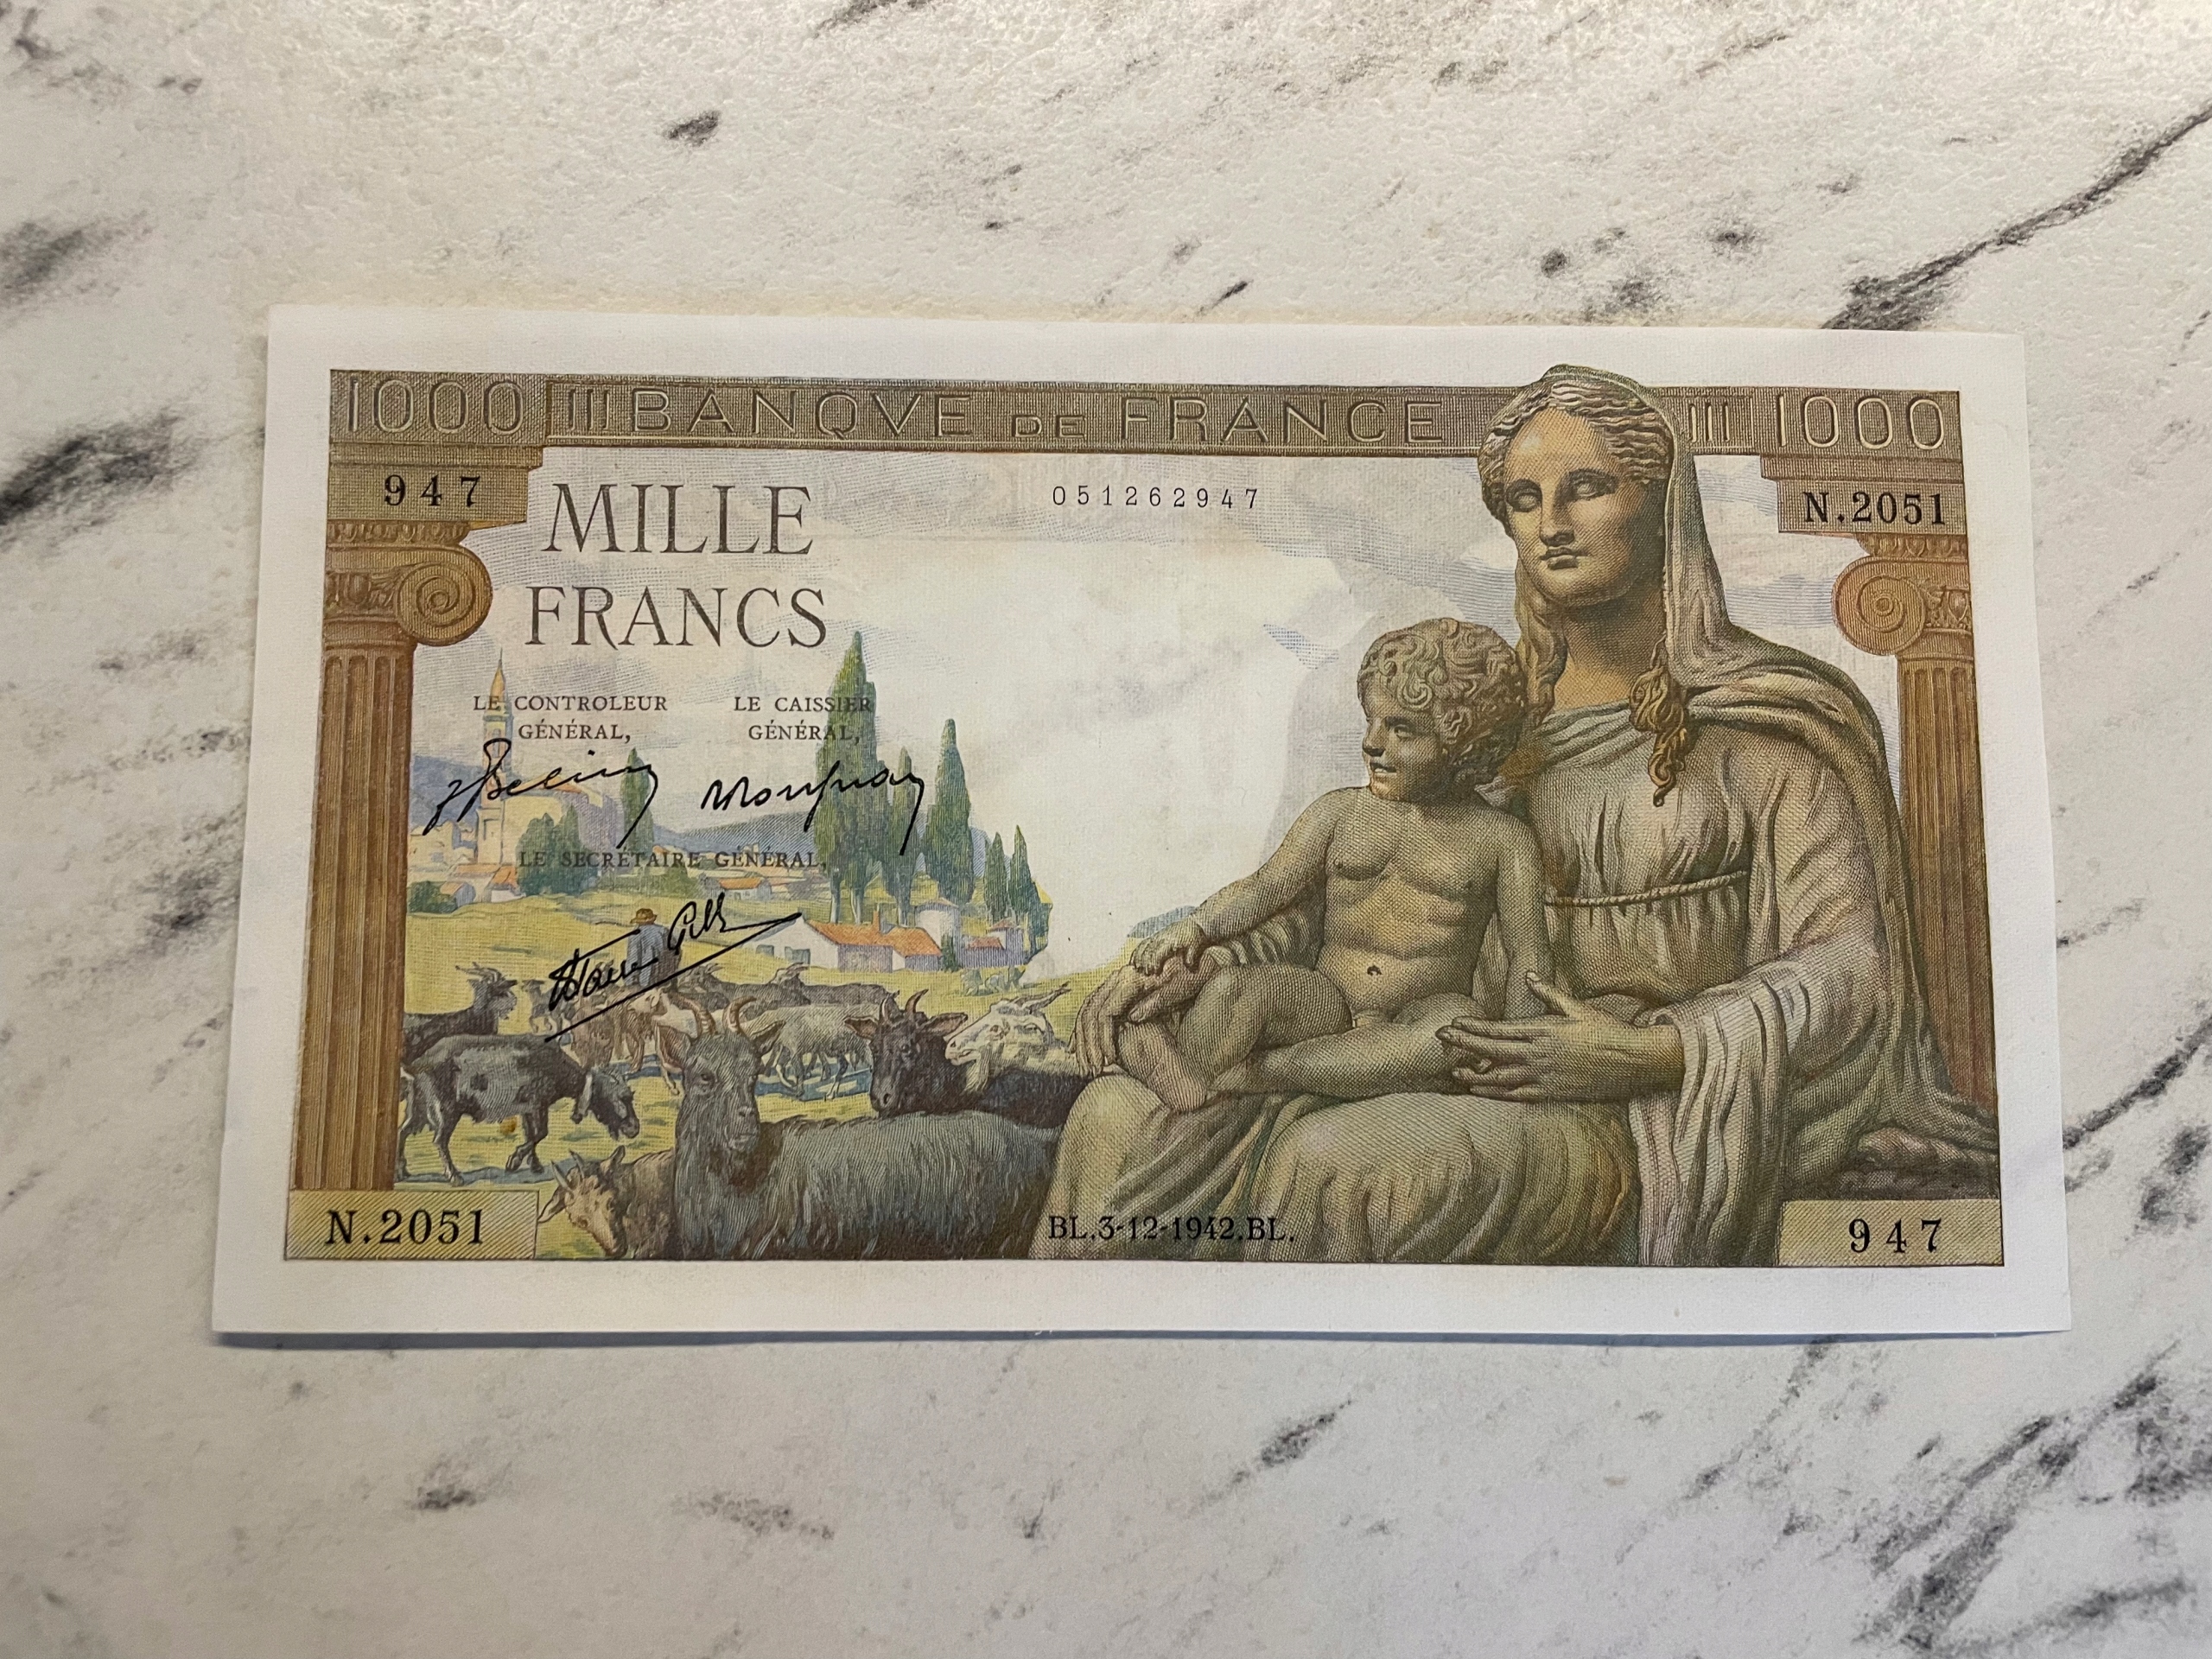 1000 BANQVE DE FRANCE 1000
947
MILLE
FRANCS
051262947
N.2051
LE CONTROLEUR
GÉNÉRAL,
LE CAISSIER
GÉNÉRAL,
LE SECRÉTAIRE GÉNÉRAL,
N.2051
BL.3-12-1942.BL.
947